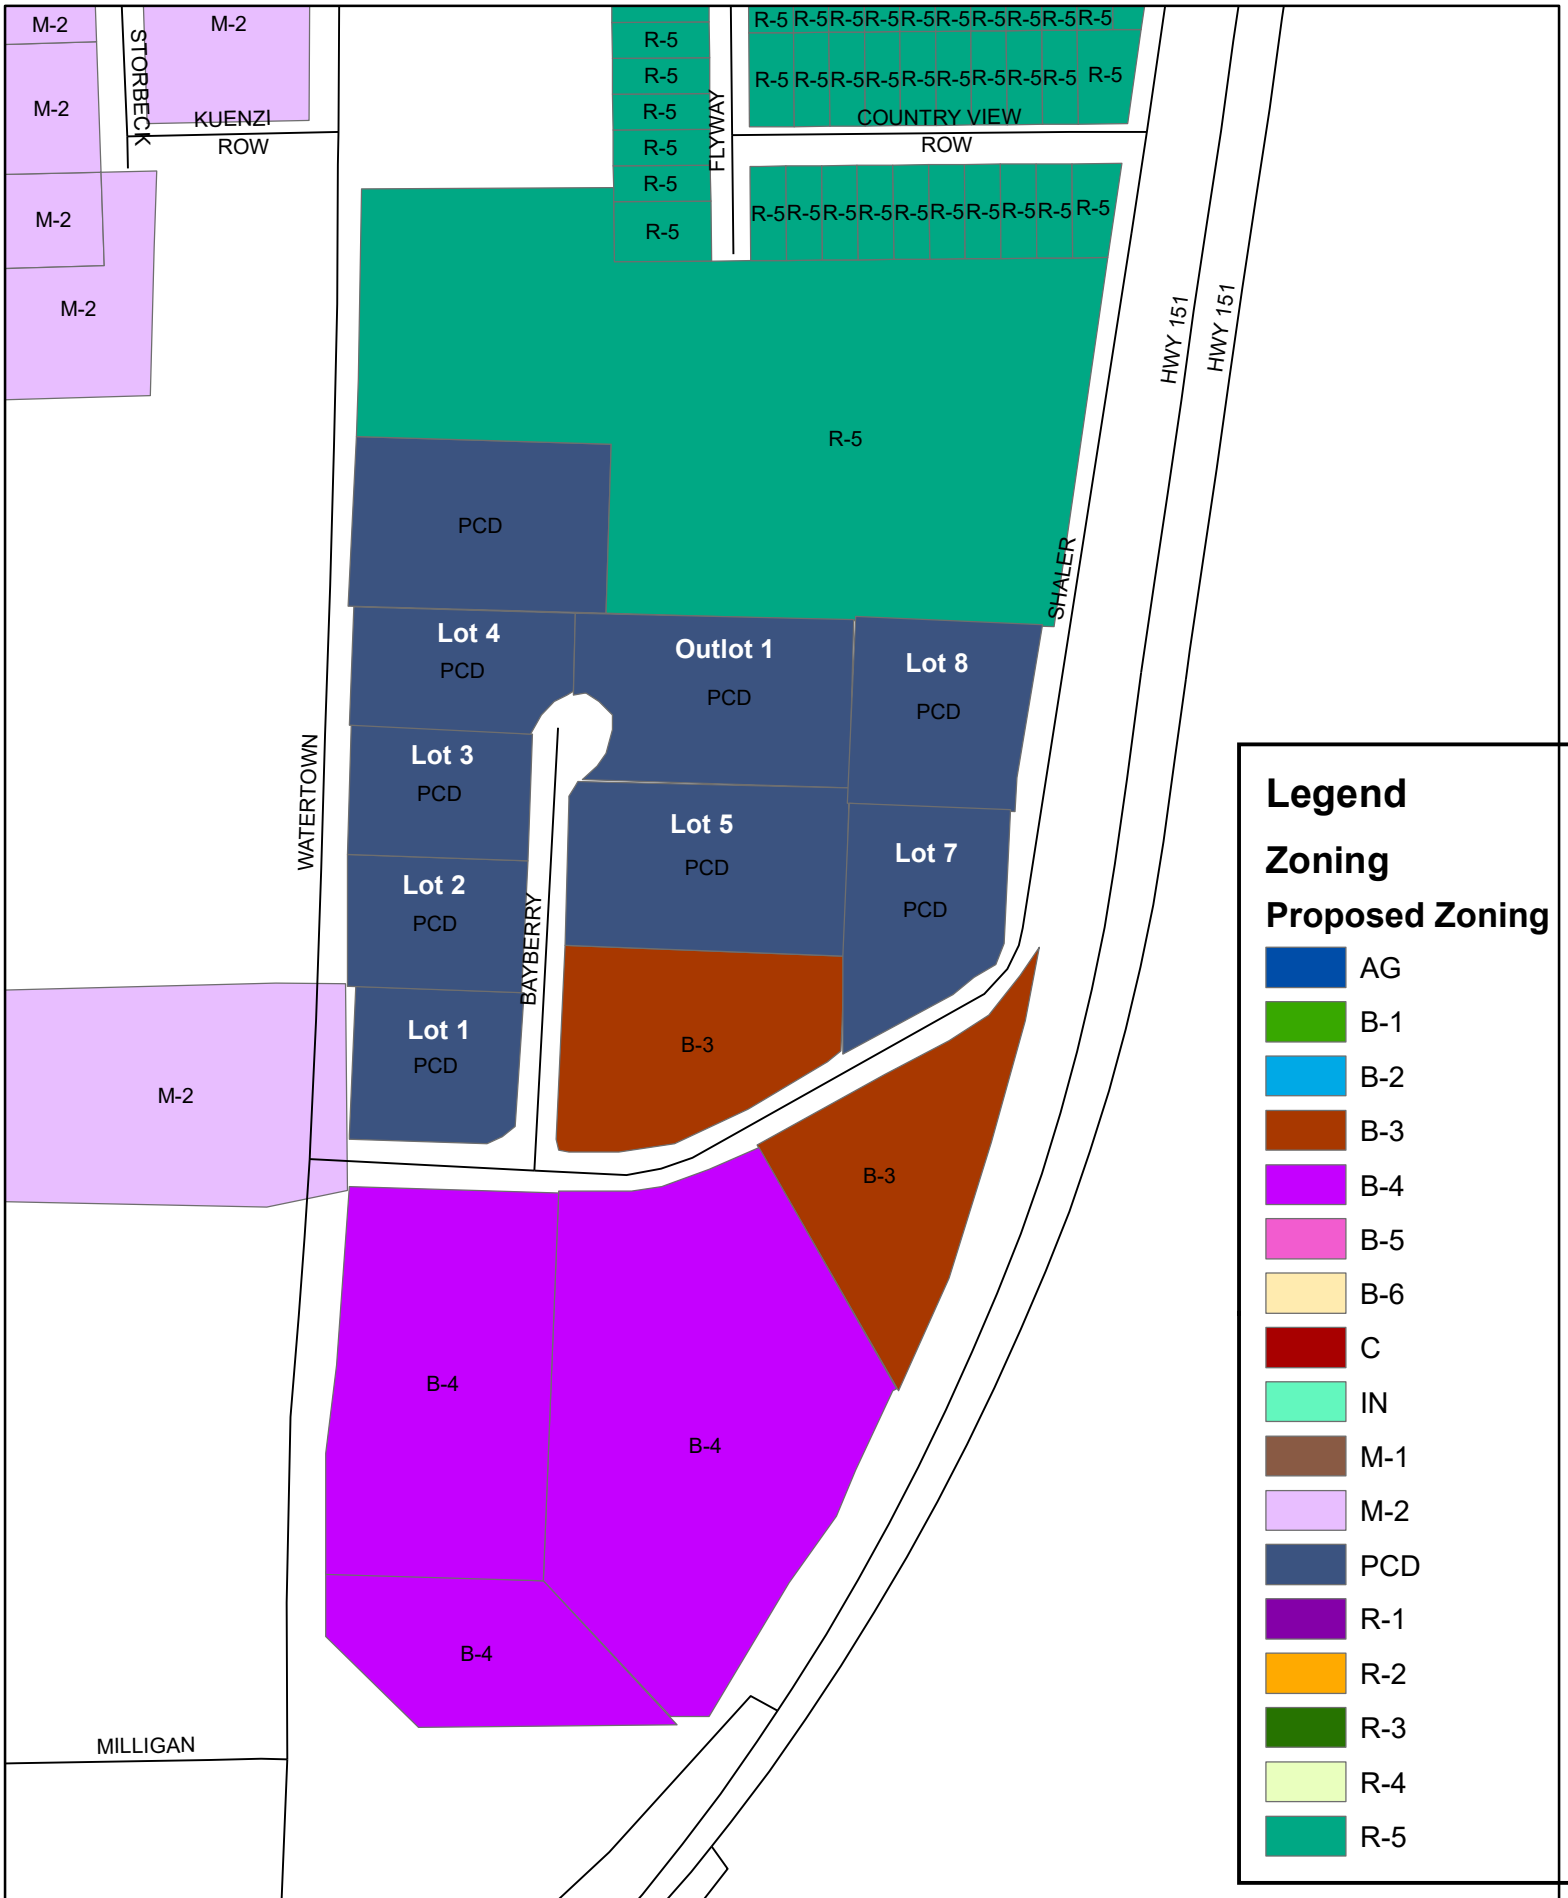 M-2
M-2
STORBECK
R-5
R-5 R-5 R-5 R-5 R-5 R-5 R-5 R-5 R-5 R-5
M-2
R-5
R-5 R-5 R-5 R-5 R-5 R-5 R-5 R-5 R-5 R-5
KUENZI
ROW
R-5
FLYWAY
COUNTRY VIEW
ROW
R-5
R-5
M-2
R-5
R-5 R-5 R-5 R-5 R-5 R-5 R-5 R-5 R-5 R-5
M-2
HWY 151
HWY 151
R-5
PCD
SHALER
Lot 4
PCD
Outlot 1
PCD
Lot 8
PCD
WATERTOWN
Lot 3
PCD
Lot 5
PCD
Lot 7
PCD
Lot 2
PCD
BAYBERRY
Lot 1
PCD
B-3
M-2
B-3
B-4
B-4
B-4
MILLIGAN
Legend
Zoning
Proposed Zoning
AG
B-1
B-2
B-3
B-4
B-5
B-6
C
IN
M-1
M-2
PCD
R-1
R-2
R-3
R-4
R-5